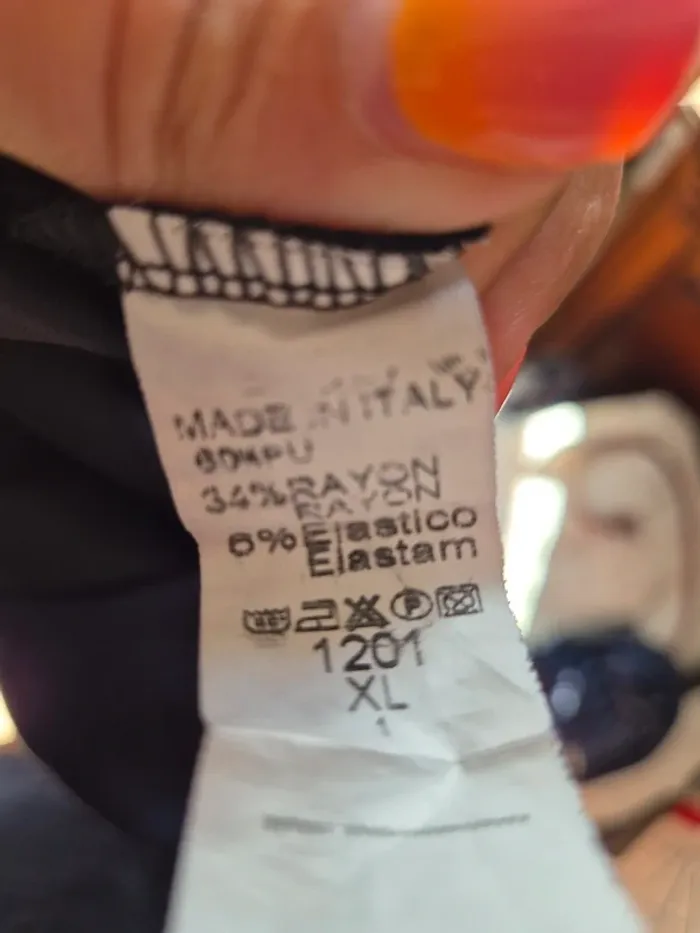 MADE IN ITALY
60%PU
34%RAYON
RAYON
6%Elastico
Elastam
P
1201
XL
1